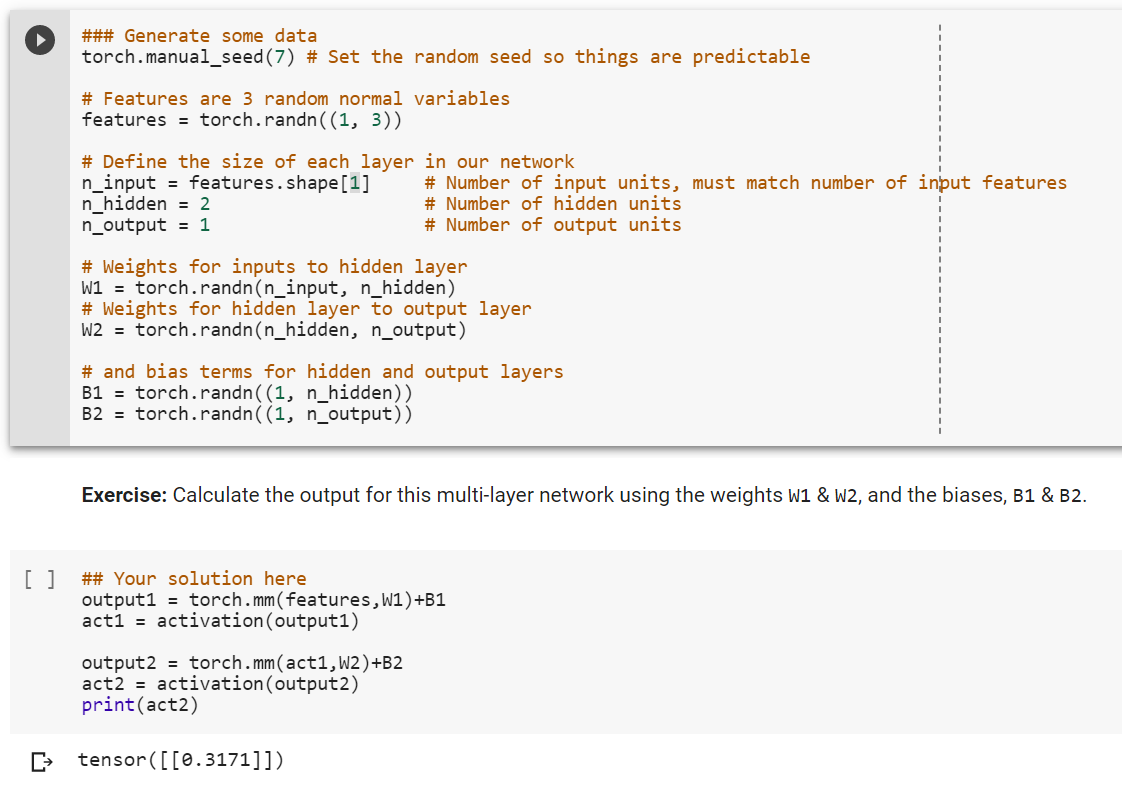 ### Generate some data
torch.manual_seed(7) # Set the random seed so things are predictable
# Features are 3 random normal variables
features = torch.randn((1, 3))
# Define the size of each layer in our network
n_input = features.shape[1]     # Number of input units, must match number of input features
n_hidden = 2                    # Number of hidden units
n_output = 1                    # Number of output units
# Weights for inputs to hidden layer
W1 = torch.randn(n_input, n_hidden)
# Weights for hidden layer to output layer
W2 = torch.randn(n_hidden, n_output)
# and bias terms for hidden and output layers
B1 = torch.randn((1, n_hidden))
B2 = torch.randn((1, n_output))
Exercise: Calculate the output for this multi-layer network using the weights W1 & W2, and the biases, B1 & B2.
[ ] ## Your solution here
output1 = torch.mm(features,W1)+B1
act1 = activation(output1)
output2 = torch.mm(act1,W2)+B2
act2 = activation(output2)
print(act2)
tensor([[0.3171]])